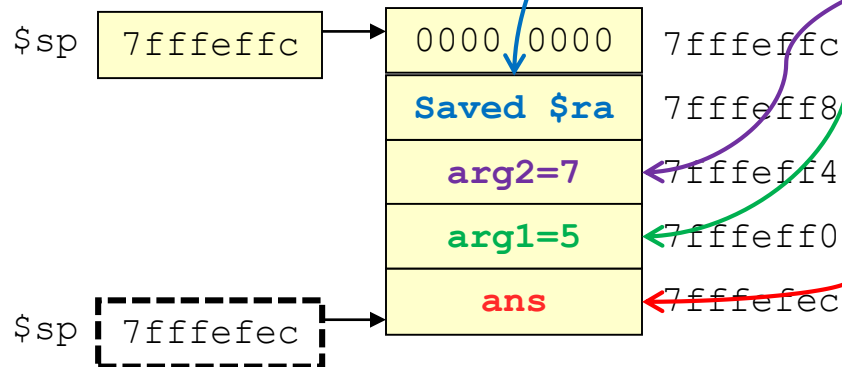 $sp 7fffeffc 0000 0000 7fffeffc
Saved $ra 7fffeff8
arg2=7 7fffeff4
arg1=5 7fffeff0
ans 7fffefec
$sp 7fffefec